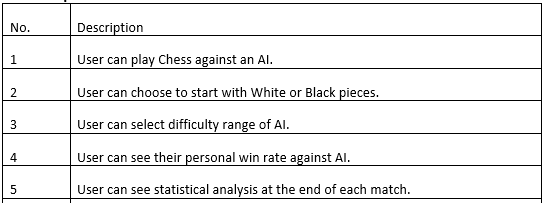 No. Description
1 User can play Chess against an AI.
2 User can choose to start with White or Black pieces.
3 User can select difficulty range of AI.
4 User can see their personal win rate against AI.
5 User can see statistical analysis at the end of each match.